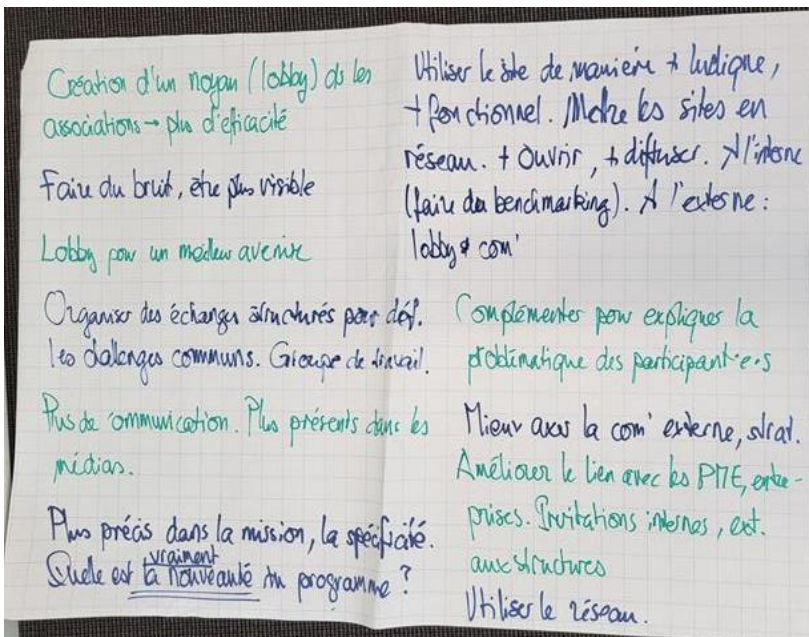 Création d'un noyau (lobby) ds les
associations → plus d'eficacité
Faire du bruit, être plus visible
Lobby pour un meilleur avenir
Organiser des échanges structurés pour déf.
les challenges communs. Groupe de travail.
Plus de communication. Plus présents dans les
médias.
Plus précis dans la mission, la spécificité.
Quelle est vraiment la nouveauté du programme ?
Utiliser le site de manière + ludique,
+ fonctionnel. Mettre les sites en
réseau. + Ouvrir, + diffuser. A l'interne
(faire du benchmarking). A l'externe :
lobby & com'
Complémenter pour expliquer la
problématique des participant·e·s
Mieux axer la com' externe, strat.
Améliorer le lien avec les PME, entre-
prises. Invitations internes, ext.
aux structures
Utiliser le réseau.